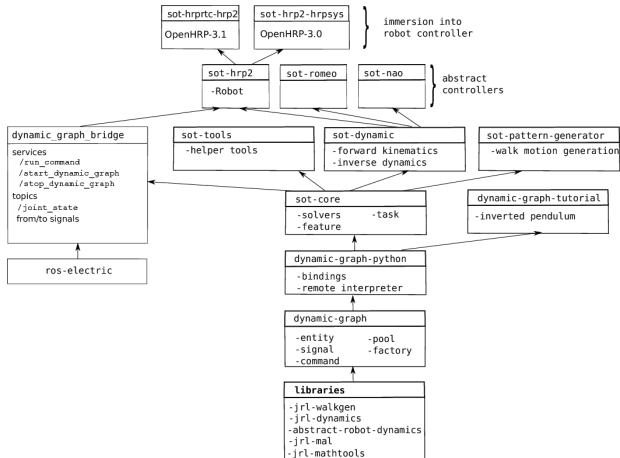 sot-hrprtc-hrp2
OpenHRP-3.1
sot-hrp2-hrpsys
OpenHRP-3.0
immersion into
robot controller
sot-hrp2
-Robot
sot-romeo
sot-nao
abstract
controllers
dynamic_graph_bridge
services
/run_command
/start_dynamic_graph
/stop_dynamic_graph
topics
/joint_state
from/to signals
sot-tools
-helper tools
sot-dynamic
-forward kinematics
-inverse dynamics
sot-pattern-generator
-walk motion generation
sot-core
-solvers -task
-feature
dynamic-graph-tutorial
-inverted pendulum
ros-electric
dynamic-graph-python
-bindings
-remote interpreter
dynamic-graph
-entity -pool
-signal -factory
-command
libraries
-jrl-walkgen
-jrl-dynamics
-abstract-robot-dynamics
-jrl-mal
-jrl-mathtools